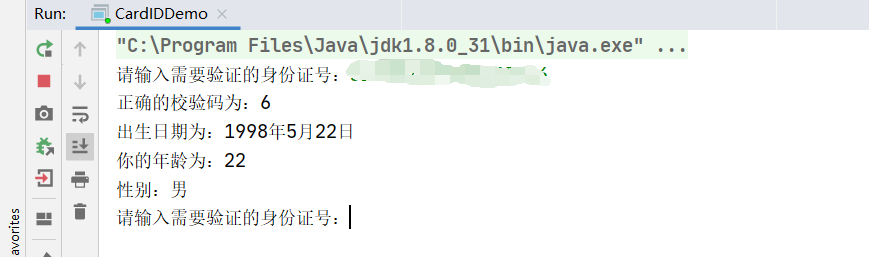 Run: CardIDDemo
"C:\Program Files\Java\jdk1.8.0_31\bin\java.exe" ...
请输入需要验证的身份证号：
正确的校验码为：6
出生日期为：1998年5月22日
你的年龄为：22
性别：男
请输入需要验证的身份证号：
avorites